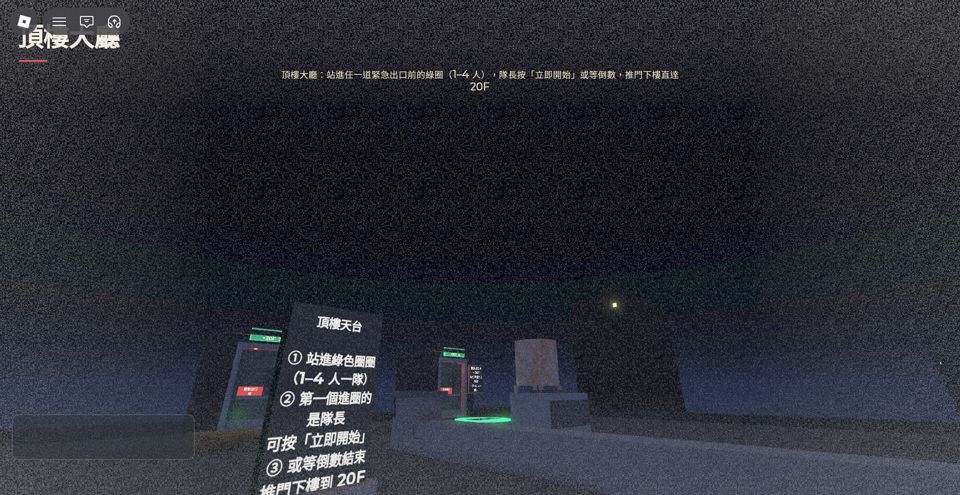 頂樓大廳
頂樓大廳：站進任一道緊急出口前的綠圈（1–4 人），隊長按「立即開始」或等倒數，推門下樓直達
20F
頂樓天台
① 站進綠色圈圈
（1–4 人一隊）
② 第一個進圈的
是隊長
可按「立即開始」
③ 或等倒數結束
推門下樓到 20F